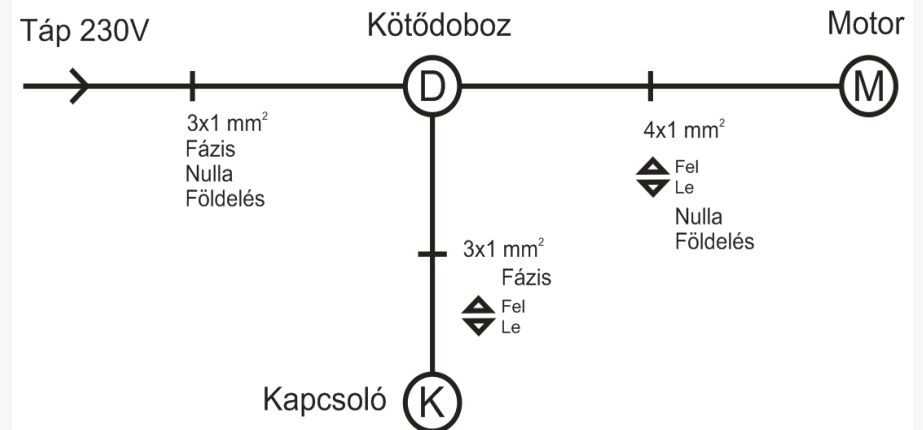 Táp 230V
Kötődoboz
Motor
D
M
3x1 mm²
Fázis
Nulla
Földelés
4x1 mm²
Fel
Le
Nulla
Földelés
3x1 mm²
Fázis
Fel
Le
Kapcsoló
K